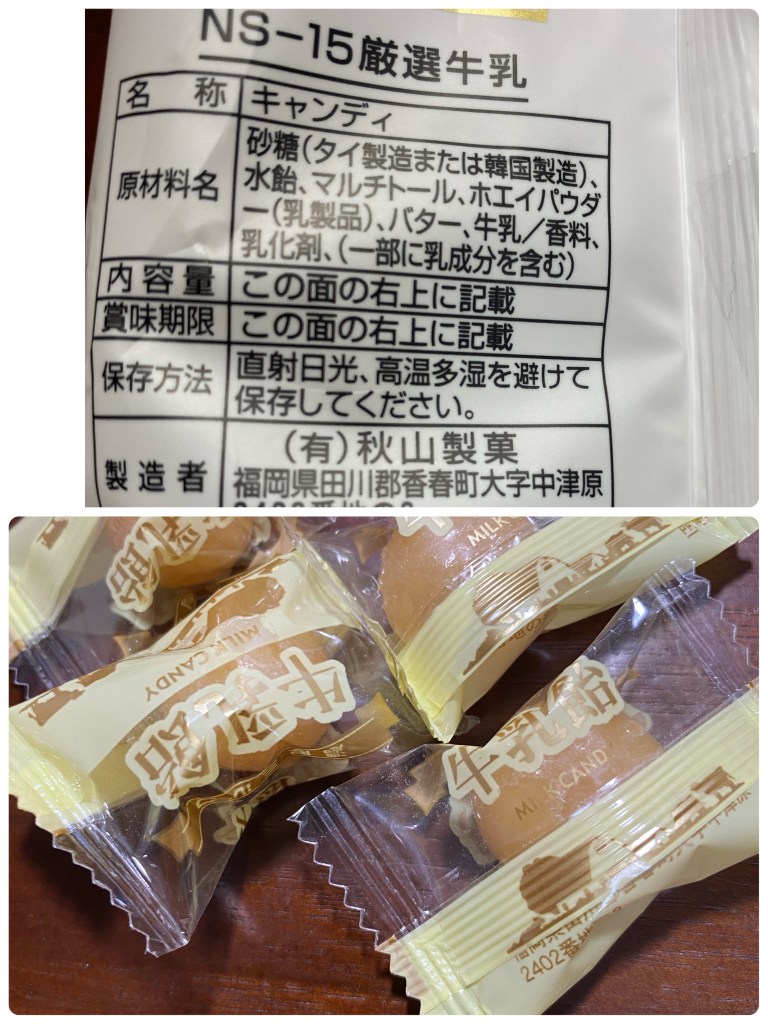 NS-15厳選牛乳
名称 キャンディ
原材料名 砂糖(タイ製造または韓国製造)、
水飴、マルチトール、ホエイパウダ
ー(乳製品)、バター、牛乳／香料、
乳化剤、(一部に乳成分を含む)
内容量 この面の右上に記載
賞味期限 この面の右上に記載
保存方法 直射日光、高温多湿を避けて
保存してください。
製造者 (有)秋山製菓
福岡県田川郡香春町大字中津原
牛乳飴
MILK
MILK CANDY
牛乳飴
牛乳飴
MILK CAND
2402番